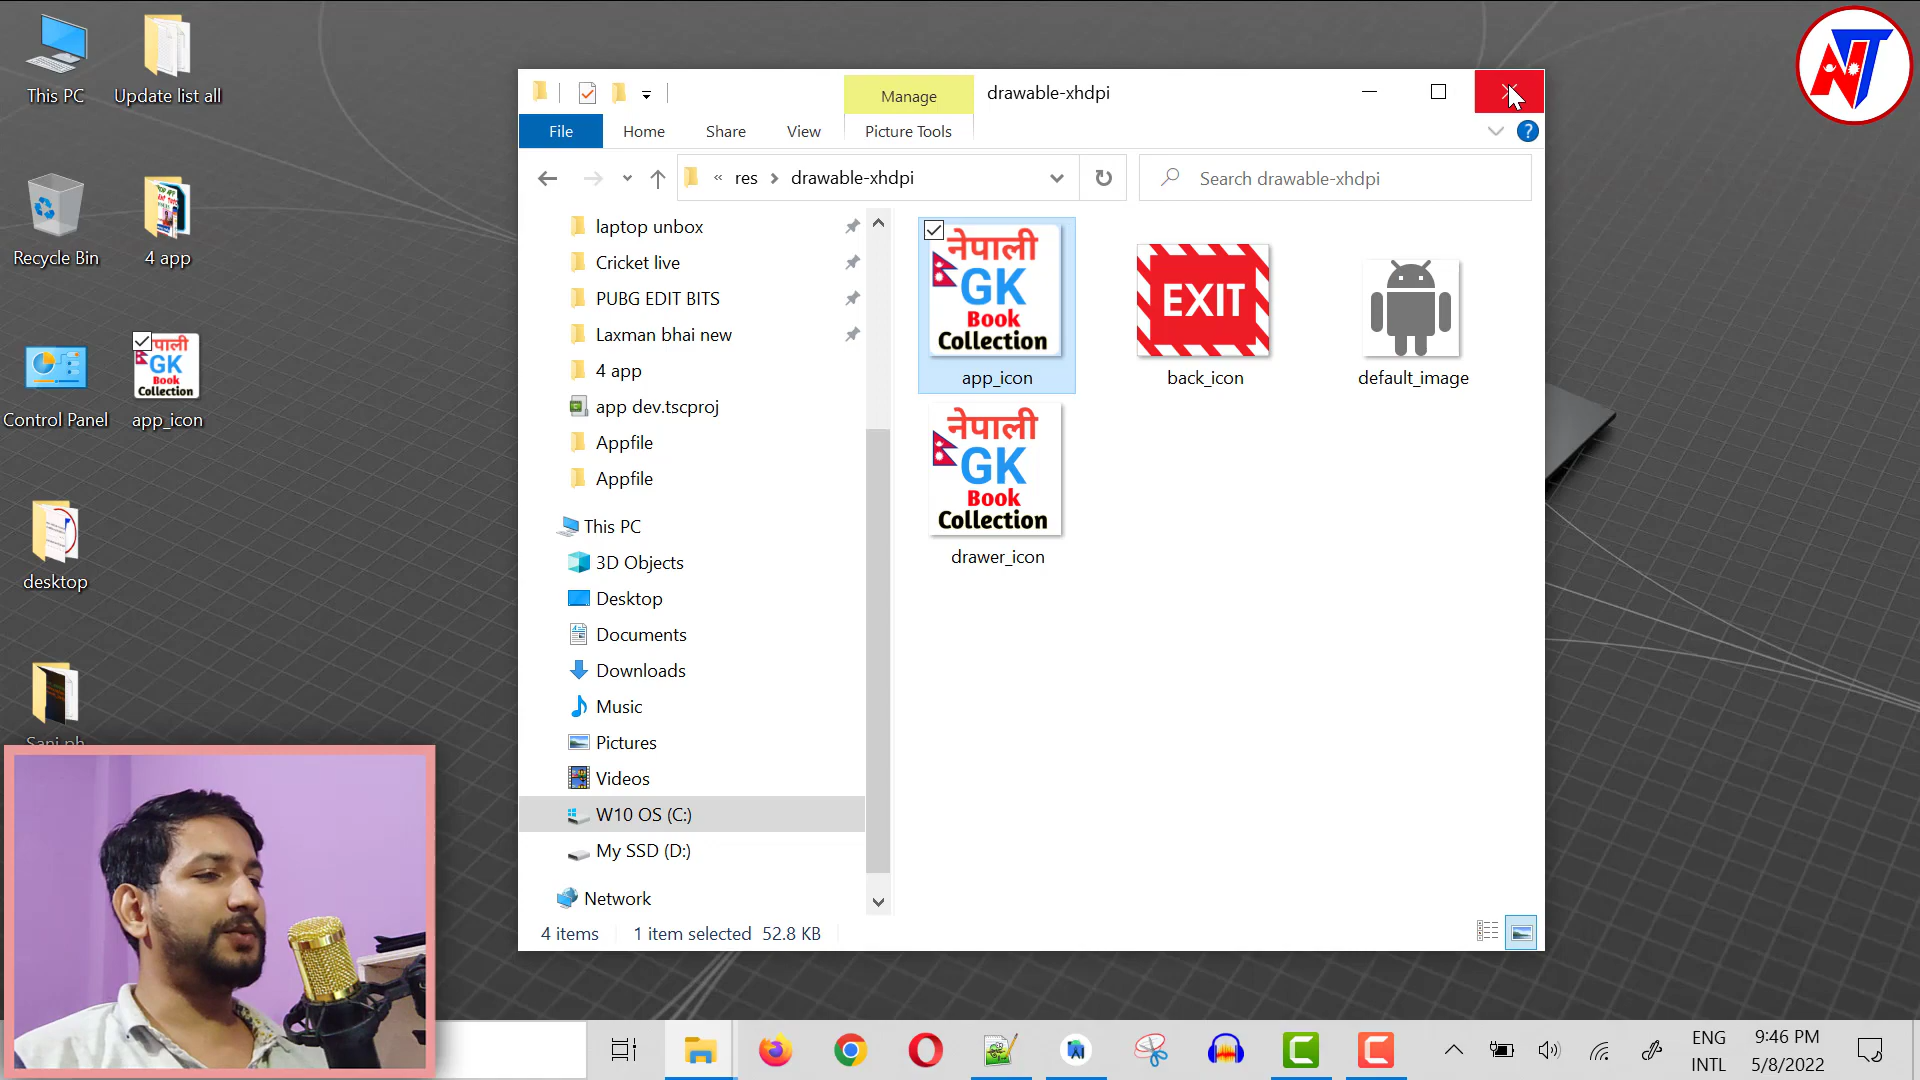 This PC
Update list all
Recycle Bin
4 app
Control Panel
app_icon
पाली
GK
Book
Collection
desktop
NT
Manage
drawable-xhdpi
File
Home
Share
View
Picture Tools
?
« res > drawable-xhdpi
Search drawable-xhdpi
laptop unbox
Cricket live
PUBG EDIT BITS
Laxman bhai new
4 app
app dev.tscproj
Appfile
Appfile
This PC
3D Objects
Desktop
Documents
Downloads
Music
Pictures
Videos
W10 OS (C:)
My SSD (D:)
Network
नेपाली
GK
Book
Collection
app_icon
EXIT
back_icon
default_image
नेपाली
GK
Book
Collection
drawer_icon
4 items
1 item selected 52.8 KB
ENG
INTL
9:46 PM
5/8/2022